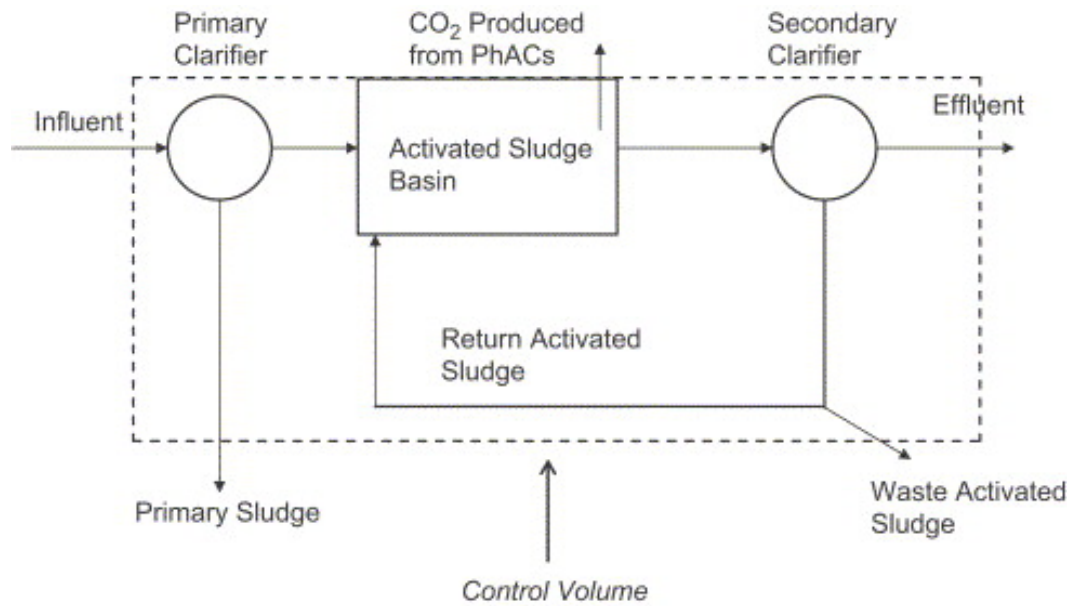 Primary
Clarifier
CO₂ Produced
from PhACs
Secondary
Clarifier
Influent
Effluent
Activated Sludge
Basin
Return Activated
Sludge
Primary Sludge
Waste Activated
Sludge
Control Volume